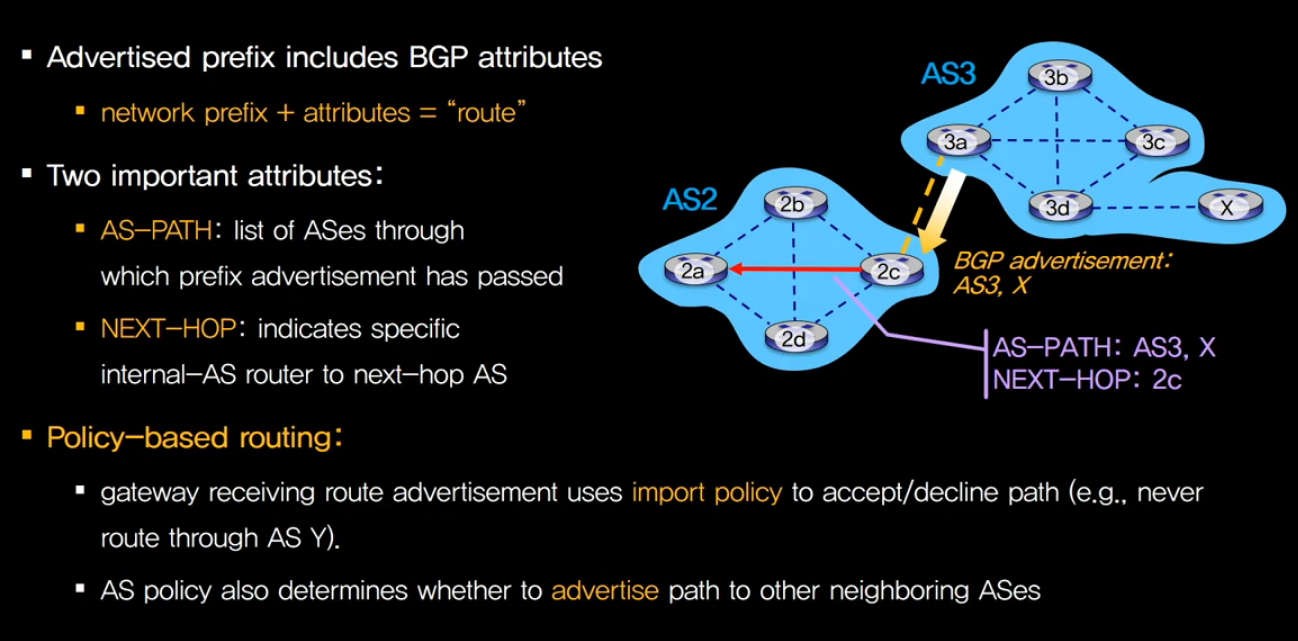 ▪ Advertised prefix includes BGP attributes
▪ network prefix + attributes = “route”
▪ Two important attributes:
▪ AS-PATH: list of ASes through
which prefix advertisement has passed
▪ NEXT-HOP: indicates specific
internal-AS router to next-hop AS
▪ Policy-based routing:
▪ gateway receiving route advertisement uses import policy to accept/decline path (e.g., never
route through AS Y).
▪ AS policy also determines whether to advertise path to other neighboring ASes
AS3
3b
3a
3c
3d
X
AS2
2b
2a
2c
2d
BGP advertisement:
AS3, X
AS-PATH: AS3, X
NEXT-HOP: 2c